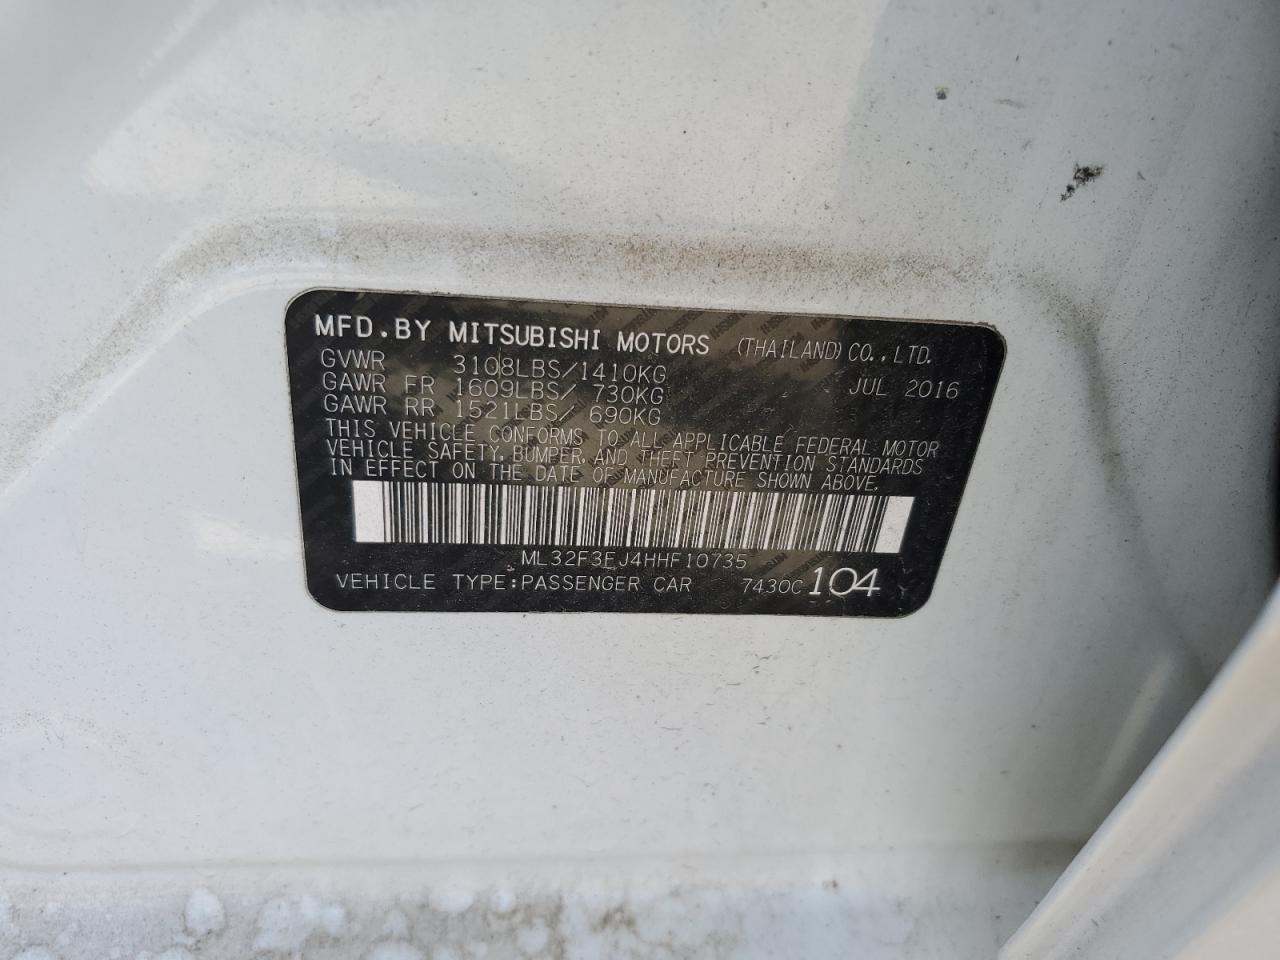 MFD.BY MITSUBISHI MOTORS (THAILAND) CO.,LTD.
GVWR 3108LBS/1410KG JUL 2016
GAWR FR 1609LBS/ 730KG
GAWR RR 1521LBS/ 690KG
THIS VEHICLE CONFORMS TO ALL APPLICABLE FEDERAL MOTOR
VEHICLE SAFETY, BUMPER, AND THEFT PREVENTION STANDARDS
IN EFFECT ON THE DATE OF MANUFACTURE SHOWN ABOVE.
ML32F3FJ4HHF10735
VEHICLE TYPE:PASSENGER CAR 7430C 104